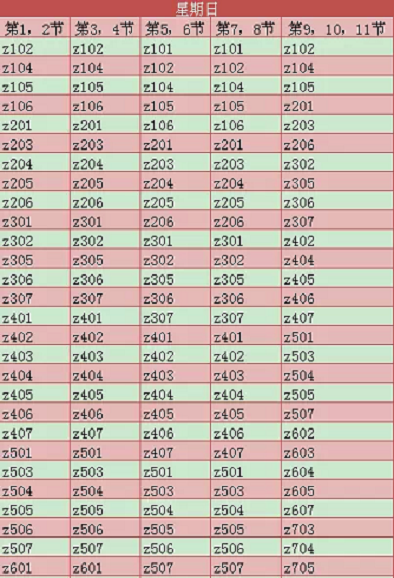 星期日
第1，2节 第3，4节 第5，6节 第7，8节 第9，10，11节
z102 z102 z101 z101 z102
z104 z104 z102 z102 z104
z105 z105 z104 z104 z105
z106 z106 z105 z105 z201
z201 z201 z106 z106 z203
z203 z203 z201 z201 z206
z204 z204 z203 z203 z302
z205 z205 z204 z204 z305
z206 z206 z205 z205 z306
z301 z301 z206 z206 z307
z302 z302 z301 z301 z402
z305 z305 z302 z302 z404
z306 z306 z305 z305 z405
z307 z307 z306 z306 z406
z401 z401 z307 z307 z407
z402 z402 z401 z401 z501
z403 z403 z402 z402 z503
z404 z404 z403 z403 z504
z405 z405 z404 z404 z505
z406 z406 z405 z405 z507
z407 z407 z406 z406 z602
z501 z501 z407 z407 z603
z503 z503 z501 z501 z604
z504 z504 z503 z503 z605
z505 z505 z504 z504 z607
z506 z506 z505 z505 z703
z507 z507 z506 z506 z704
z601 z601 z507 z507 z705